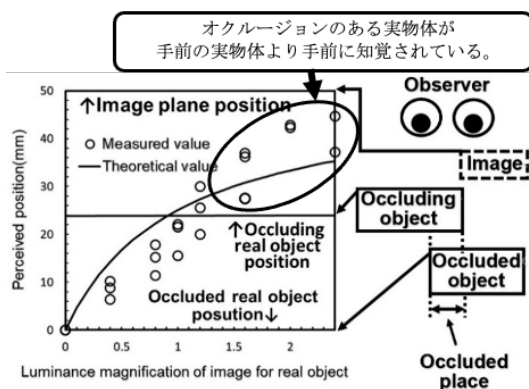 オクルージョンのある実物体が
手前の実物体より手前に知覚されている。
50
40
30
20
10
0
Perceived position(mm)
↑Image plane position
Measured value
Theoretical value
↑Occluding
real object
position
Occluded real object
posutution↓
0
0.5
1
1.5
2
Luminance magnification of image for real object
Observer
Image
Occluding
object
Occluded
object
Occluded
place